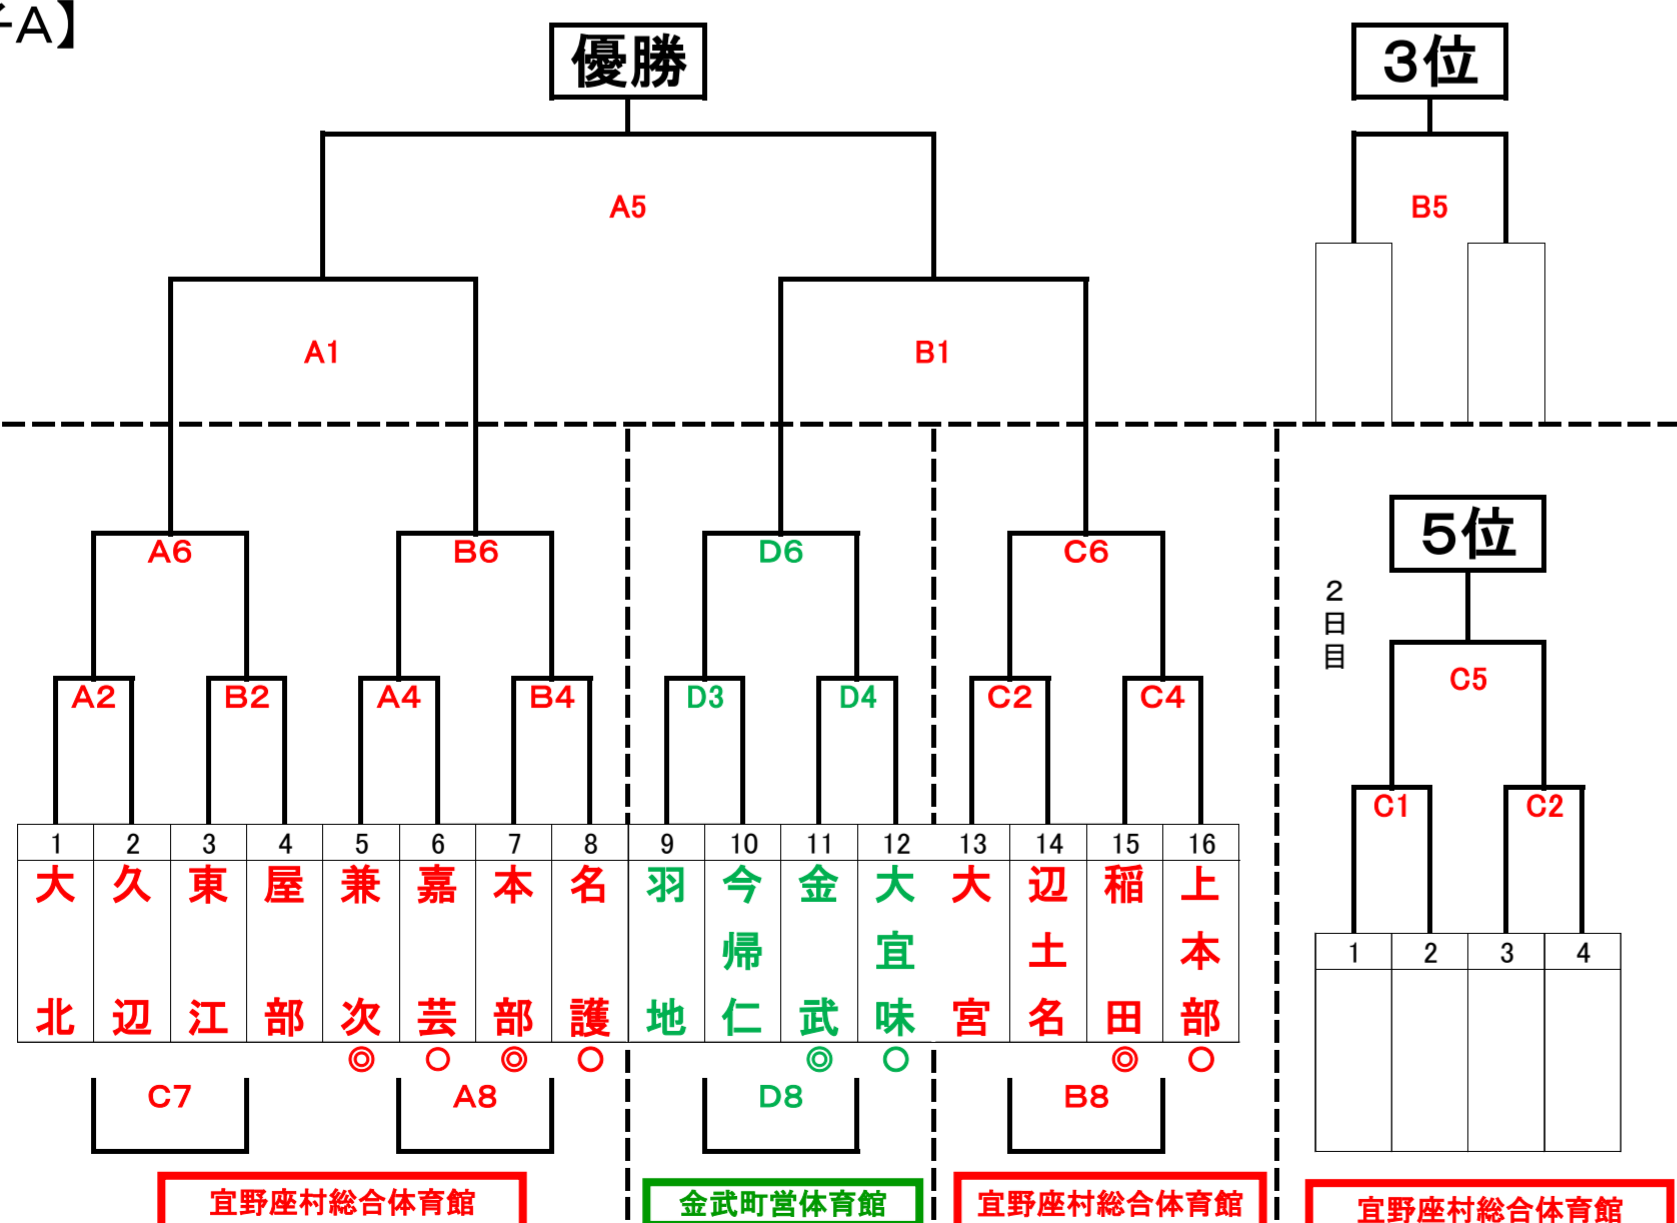 A】
優勝
3位
A5
B5
A1
B1
A6
B6
D6
C6
5位
2日目
A2
B2
A4
B4
D3
D4
C2
C4
C5
C1
C2
1 2 3 4 5 6 7 8 9 10 11 12 13 14 15 16
大北
久辺
東江
屋部
兼次
嘉芸
本部
名護
羽地
今帰仁
金武
大宜味
大宮
辺土名
稲田
上本部
1 2 3 4
◎ ○ ◎ ○ ◎ ○ ◎ ○
C7
A8
D8
B8
宜野座村総合体育館
金武町営体育館
宜野座村総合体育館
宜野座村総合体育館